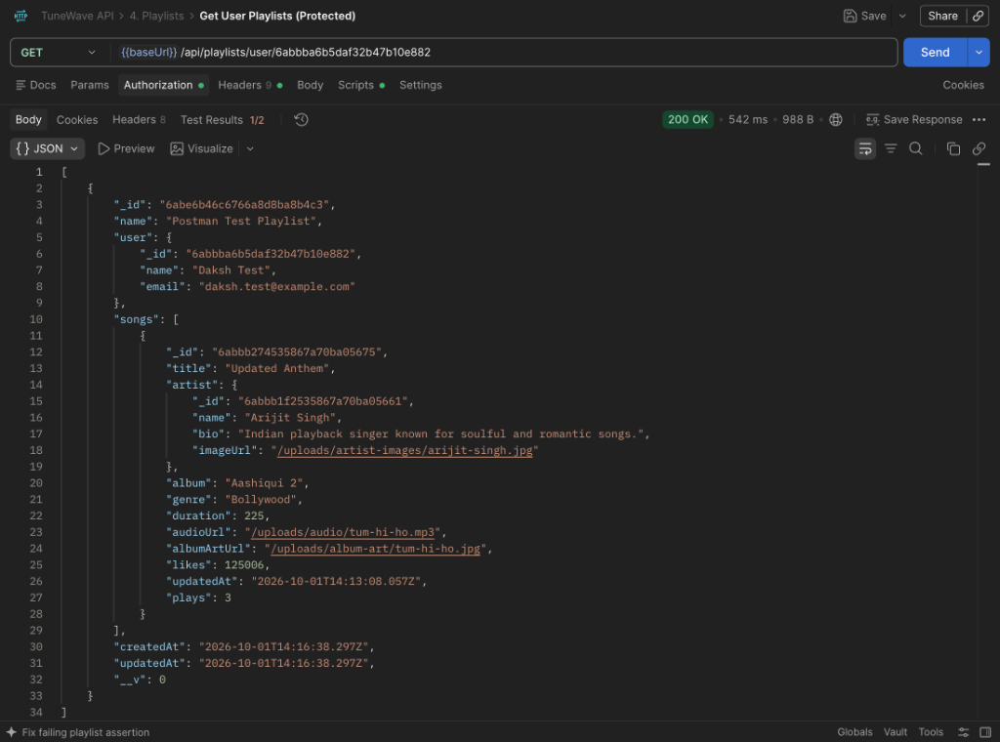 HTTP TuneWave API > 4. Playlists > Get User Playlists (Protected) Save Share
GET {{baseUrl}} /api/playlists/user/6abbba6b5daf32b47b10e882 Send
Docs Params Authorization Headers 9 Body Scripts Settings Cookies
Body Cookies Headers 8 Test Results 1/2 200 OK • 542 ms • 988 B • e.g. Save Response
{} JSON Preview Visualize
1 [
2 {
3 "_id": "6abe6b46c6766a8d8ba8b4c3",
4 "name": "Postman Test Playlist",
5 "user": {
6 "_id": "6abbba6b5daf32b47b10e882",
7 "name": "Daksh Test",
8 "email": "daksh.test@example.com"
9 },
10 "songs": [
11 {
12 "_id": "6abbb274535867a70ba05675",
13 "title": "Updated Anthem",
14 "artist": {
15 "_id": "6abbb1f2535867a70ba05661",
16 "name": "Arijit Singh",
17 "bio": "Indian playback singer known for soulful and romantic songs.",
18 "imageUrl": "/uploads/artist-images/arijit-singh.jpg"
19 },
20 "album": "Aashiqui 2",
21 "genre": "Bollywood",
22 "duration": 225,
23 "audioUrl": "/uploads/audio/tum-hi-ho.mp3",
24 "albumArtUrl": "/uploads/album-art/tum-hi-ho.jpg",
25 "likes": 125006,
26 "updatedAt": "2026-10-01T14:13:08.057Z",
27 "plays": 3
28 }
29 ],
30 "createdAt": "2026-10-01T14:16:38.297Z",
31 "updatedAt": "2026-10-01T14:16:38.297Z",
32 "__v": 0
33 }
34 ]
Fix failing playlist assertion Globals Vault Tools